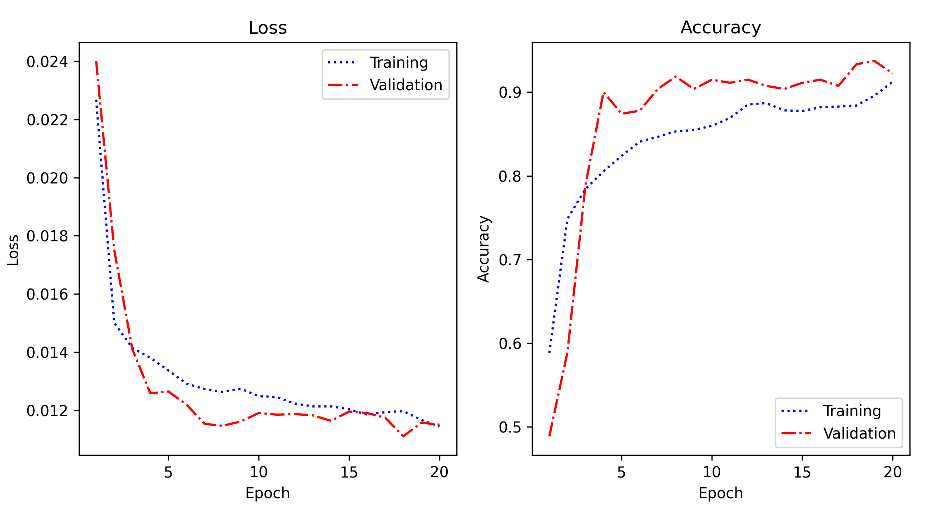 Loss
Training
Validation
0.024
0.022
0.020
0.018
0.016
0.014
0.012
Loss
5 10 15 20
Epoch
Accuracy
0.9
0.8
0.7
0.6
0.5
Accuracy
Training
Validation
5 10 15 20
Epoch